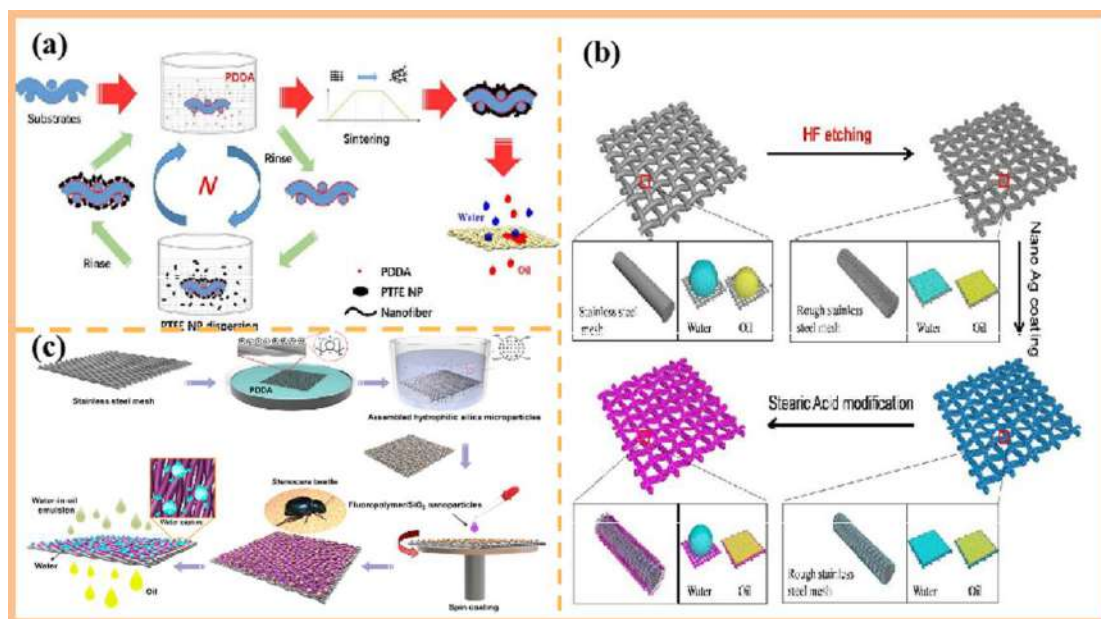 (a)
PDDA
Substrates
Sintering
Rinse
N
Rinse
Water
Oil
PDDA
PTFE NP
Nanofiber
PTFE NP dispersion
(b)
HF etching
Stainless steel
mesh
Water
Oil
Rough stainless
steel mesh
Water
Oil
Nano Ag coating
Stearic Acid modification
Water
Oil
Rough stainless
steel mesh
Water
Oil
(c)
Stainless steel mesh
PDDA
Assembled hydrophilic silica microparticles
Stenocara beetle
Fluoropolymer/SiO₂ nanoparticles
Water-in-oil
emulsion
Water
Oil
Spin coating